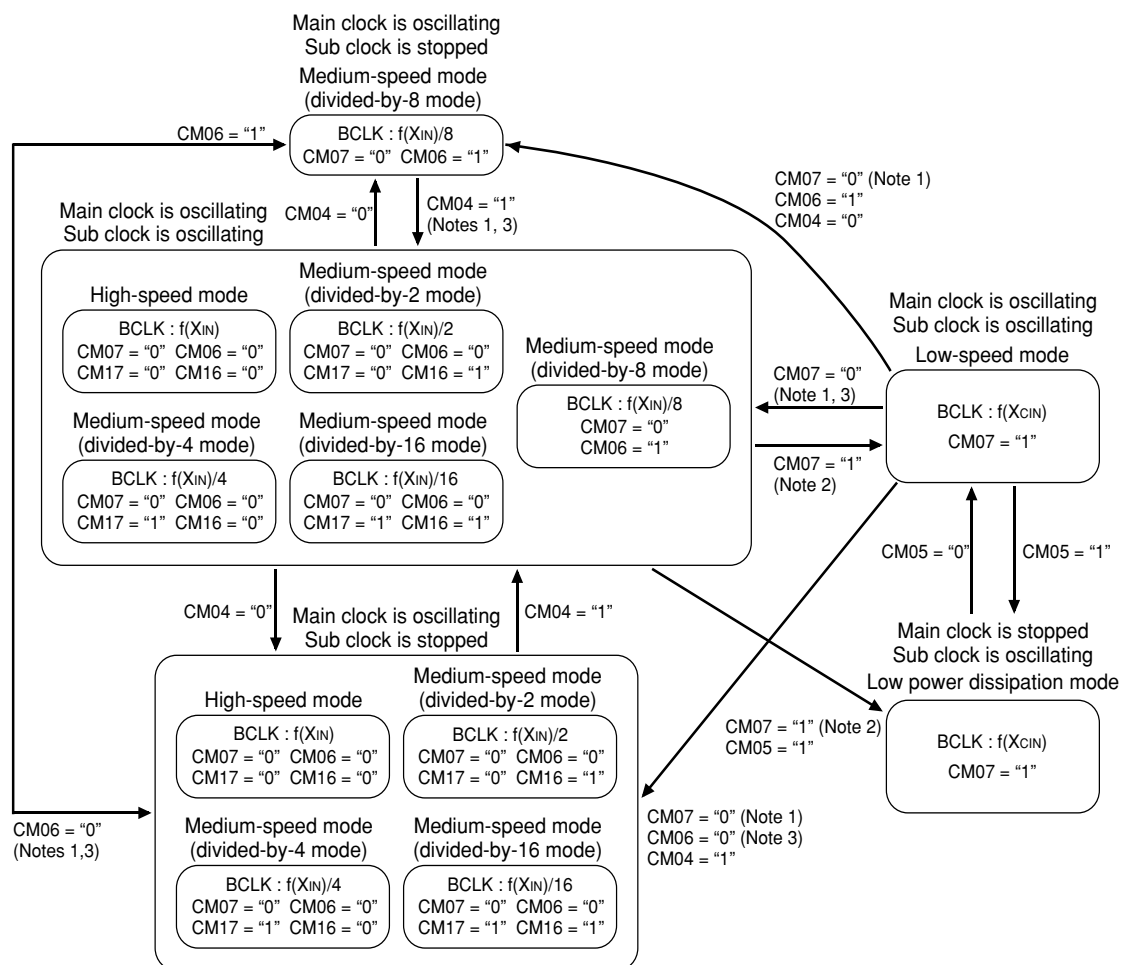 Main clock is oscillating
Sub clock is stopped
Medium-speed mode
(divided-by-8 mode)
CM06 = “1”
BCLK : f(XIN)/8
CM07 = “0” CM06 = “1”
CM07 = “0” (Note 1)
CM06 = “1”
CM04 = “0”
Main clock is oscillating
Sub clock is oscillating
CM04 = “0”
CM04 = “1”
(Notes 1, 3)
High-speed mode
BCLK : f(XIN)
CM07 = “0” CM06 = “0”
CM17 = “0” CM16 = “0”
Medium-speed mode
(divided-by-2 mode)
BCLK : f(XIN)/2
CM07 = “0” CM06 = “0”
CM17 = “0” CM16 = “1”
Medium-speed mode
(divided-by-8 mode)
BCLK : f(XIN)/8
CM07 = “0”
CM06 = “1”
Medium-speed mode
(divided-by-4 mode)
BCLK : f(XIN)/4
CM07 = “0” CM06 = “0”
CM17 = “1” CM16 = “0”
Medium-speed mode
(divided-by-16 mode)
BCLK : f(XIN)/16
CM07 = “0” CM06 = “0”
CM17 = “1” CM16 = “1”
CM07 = “0”
(Note 1, 3)
CM07 = “1”
(Note 2)
Main clock is oscillating
Sub clock is oscillating
Low-speed mode
BCLK : f(XCIN)
CM07 = “1”
CM05 = “0”
CM05 = “1”
Main clock is stopped
Sub clock is oscillating
Low power dissipation mode
BCLK : f(XCIN)
CM07 = “1”
CM07 = “1” (Note 2)
CM05 = “1”
CM04 = “0”
Main clock is oscillating
Sub clock is stopped
CM04 = “1”
High-speed mode
BCLK : f(XIN)
CM07 = “0” CM06 = “0”
CM17 = “0” CM16 = “0”
Medium-speed mode
(divided-by-2 mode)
BCLK : f(XIN)/2
CM07 = “0” CM06 = “0”
CM17 = “0” CM16 = “1”
Medium-speed mode
(divided-by-4 mode)
BCLK : f(XIN)/4
CM07 = “0” CM06 = “0”
CM17 = “1” CM16 = “0”
Medium-speed mode
(divided-by-16 mode)
BCLK : f(XIN)/16
CM07 = “0” CM06 = “0”
CM17 = “1” CM16 = “1”
CM06 = “0”
(Notes 1,3)
CM07 = “0” (Note 1)
CM06 = “0” (Note 3)
CM04 = “1”